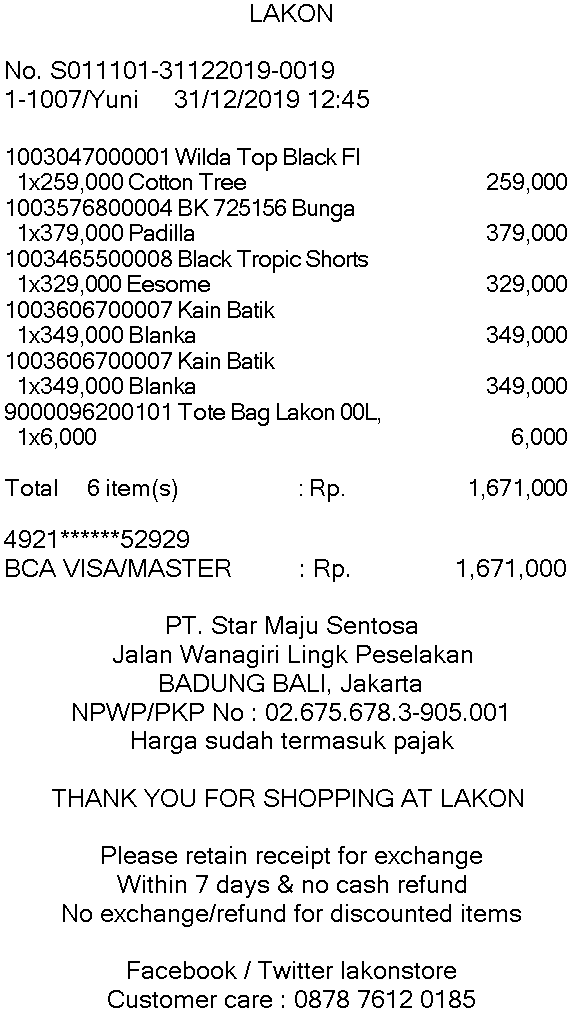 LAKON
No. S011101-31122019-0019
1-1007/Yuni 31/12/2019 12:45
1003047000001 Wilda Top Black Fl
1x259,000 Cotton Tree 259,000
1003576800004 BK 725156 Bunga
1x379,000 Padilla 379,000
1003465500008 Black Tropic Shorts
1x329,000 Eesome 329,000
1003606700007 Kain Batik
1x349,000 Blanka 349,000
1003606700007 Kain Batik
1x349,000 Blanka 349,000
9000096200101 Tote Bag Lakon 00L,
1x6,000 6,000
Total 6 item(s) : Rp. 1,671,000
4921******52929
BCA VISA/MASTER : Rp. 1,671,000
PT. Star Maju Sentosa
Jalan Wanagiri Lingk Peselakan
BADUNG BALI, Jakarta
NPWP/PKP No : 02.675.678.3-905.001
Harga sudah termasuk pajak
THANK YOU FOR SHOPPING AT LAKON
Please retain receipt for exchange
Within 7 days & no cash refund
No exchange/refund for discounted items
Facebook / Twitter lakonstore
Customer care : 0878 7612 0185